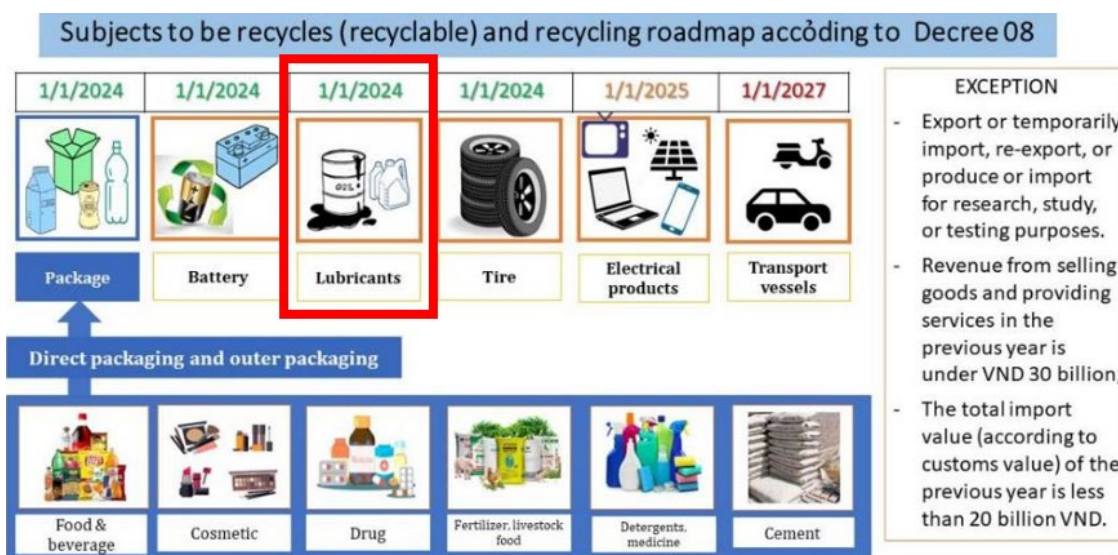 Subjects to be recycles (recyclable) and recycling roadmap accỏding to Decree 08
1/1/2024
1/1/2024
1/1/2024
1/1/2024
1/1/2025
1/1/2027
OIL
Package
Battery
Lubricants
Tire
Electrical
products
Transport
vessels
Direct packaging and outer packaging
Food &
beverage
Cosmetic
Drug
Fertilizer, livestock
food
Detergents,
medicine
Cement
EXCEPTION
- Export or temporarily
import, re-export, or
produce or import
for research, study,
or testing purposes.
- Revenue from selling
goods and providing
services in the
previous year is
under VND 30 billion,
- The total import
value (according to
customs value) of the
previous year is less
than 20 billion VND.